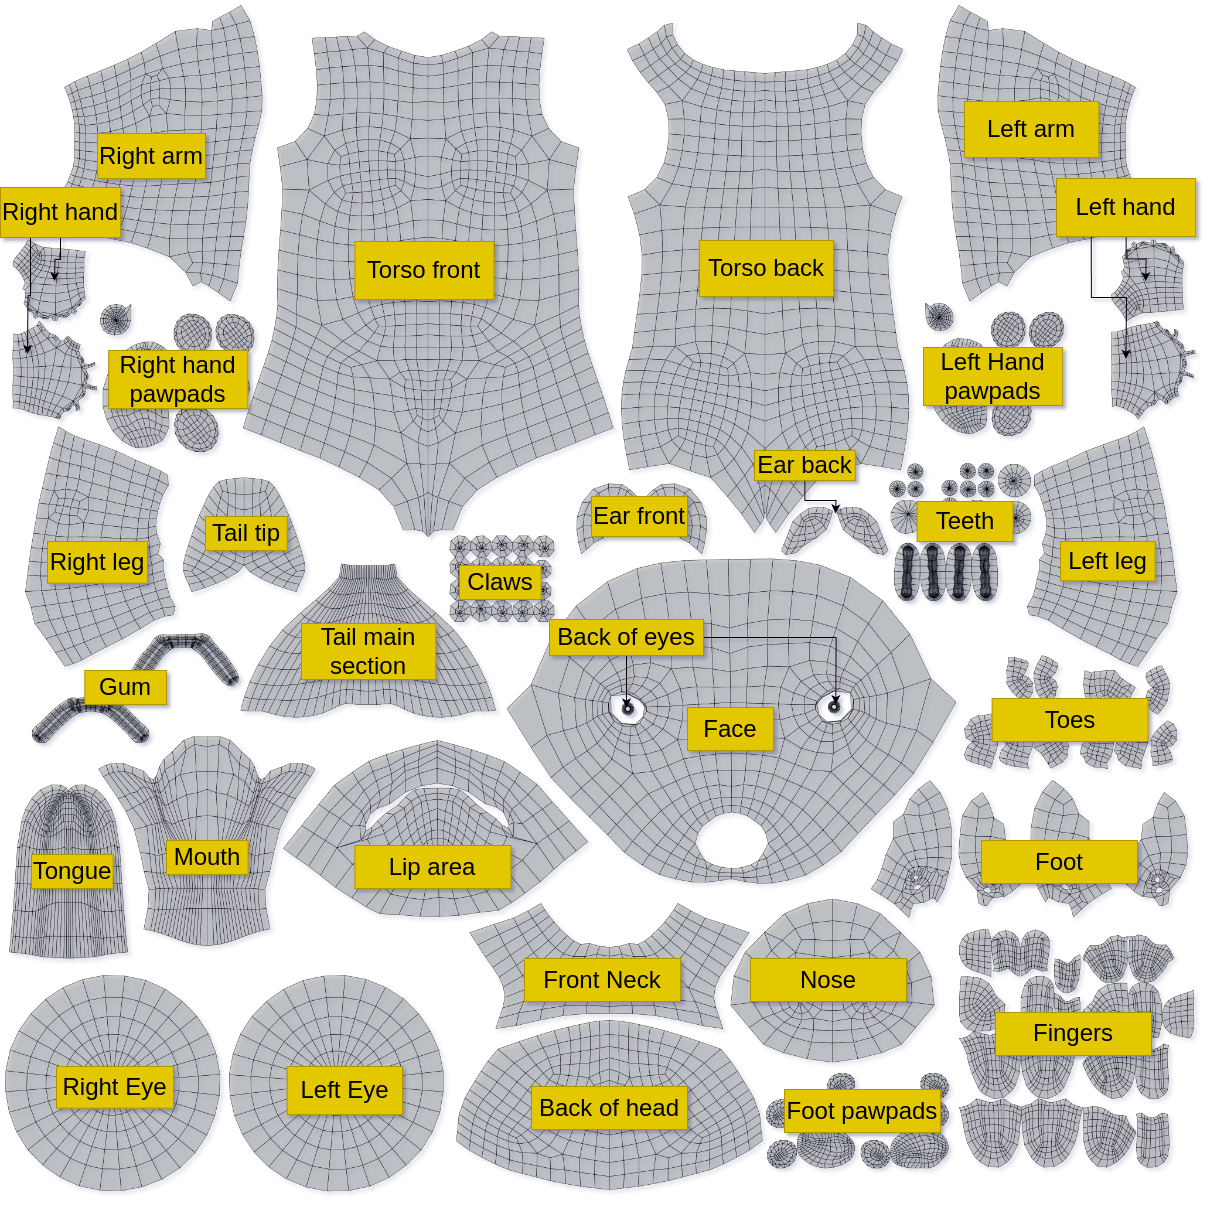 Right arm
Left arm
Right hand
Left hand
Torso front
Torso back
Right hand
pawpads
Left Hand
pawpads
Ear back
Ear front
Teeth
Tail tip
Right leg
Left leg
Claws
Tail main
section
Back of eyes
Gum
Face
Toes
Tongue
Mouth
Lip area
Foot
Front Neck
Nose
Fingers
Right Eye
Left Eye
Back of head
Foot pawpads